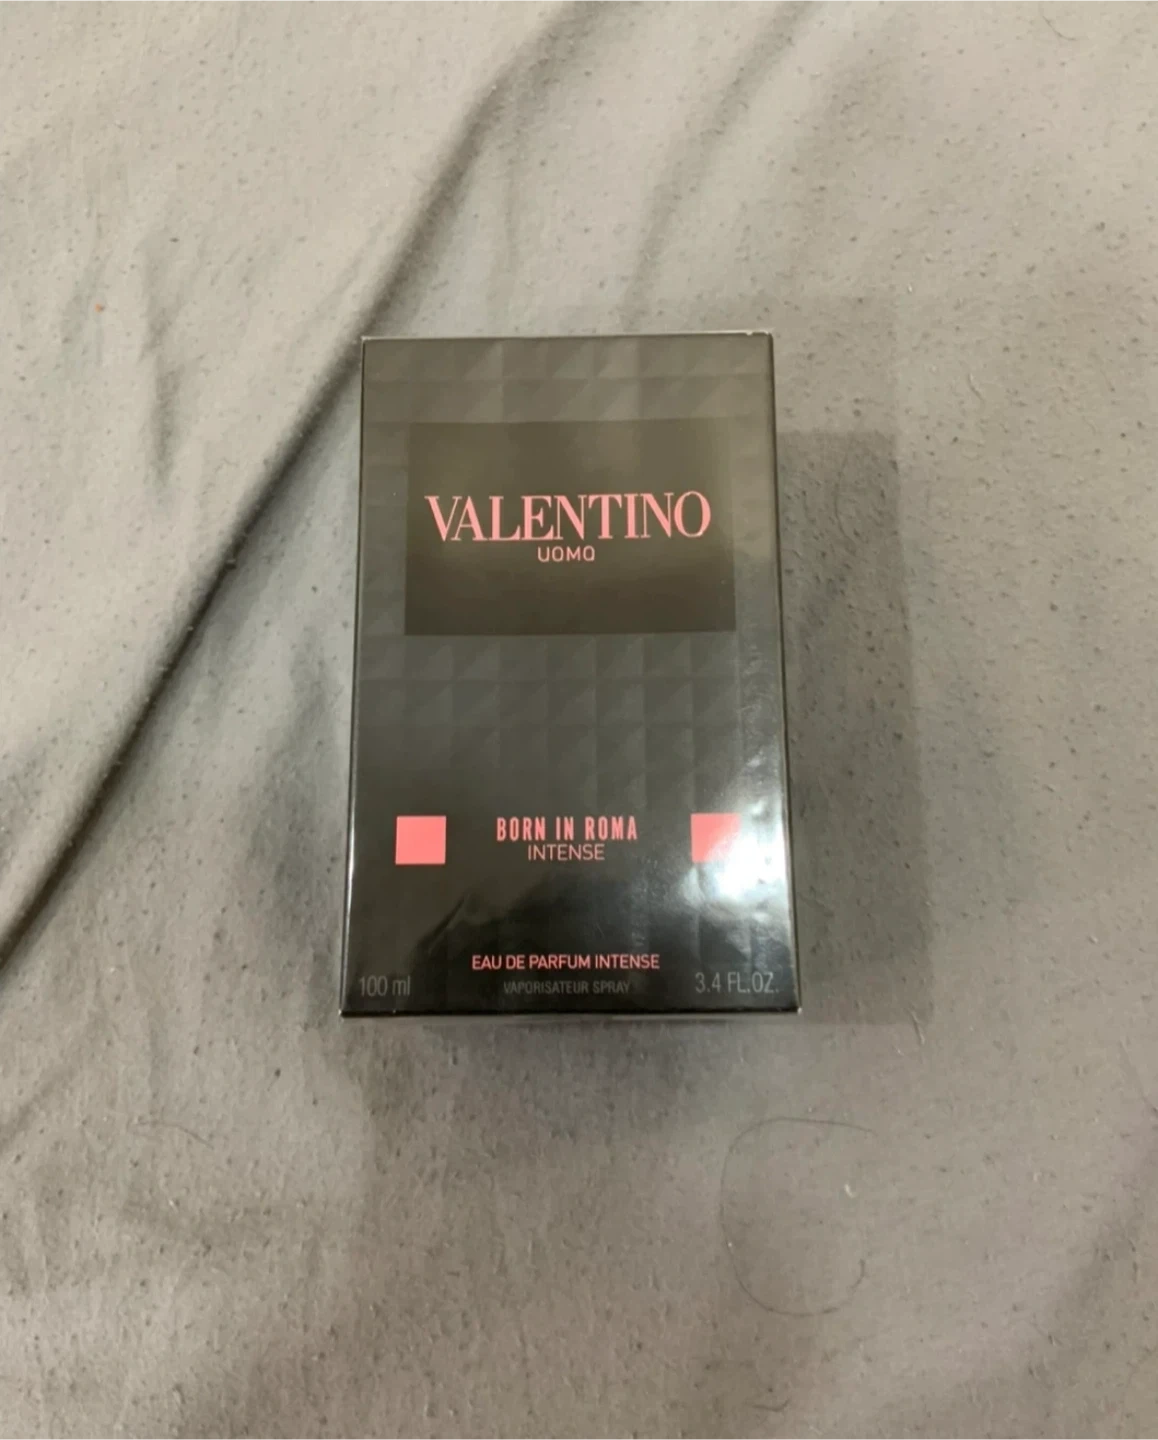 VALENTINO
UOMO
BORN IN ROMA
INTENSE
EAU DE PARFUM INTENSE
100 ml VAPORISATEUR SPRAY 3.4 FL.OZ.